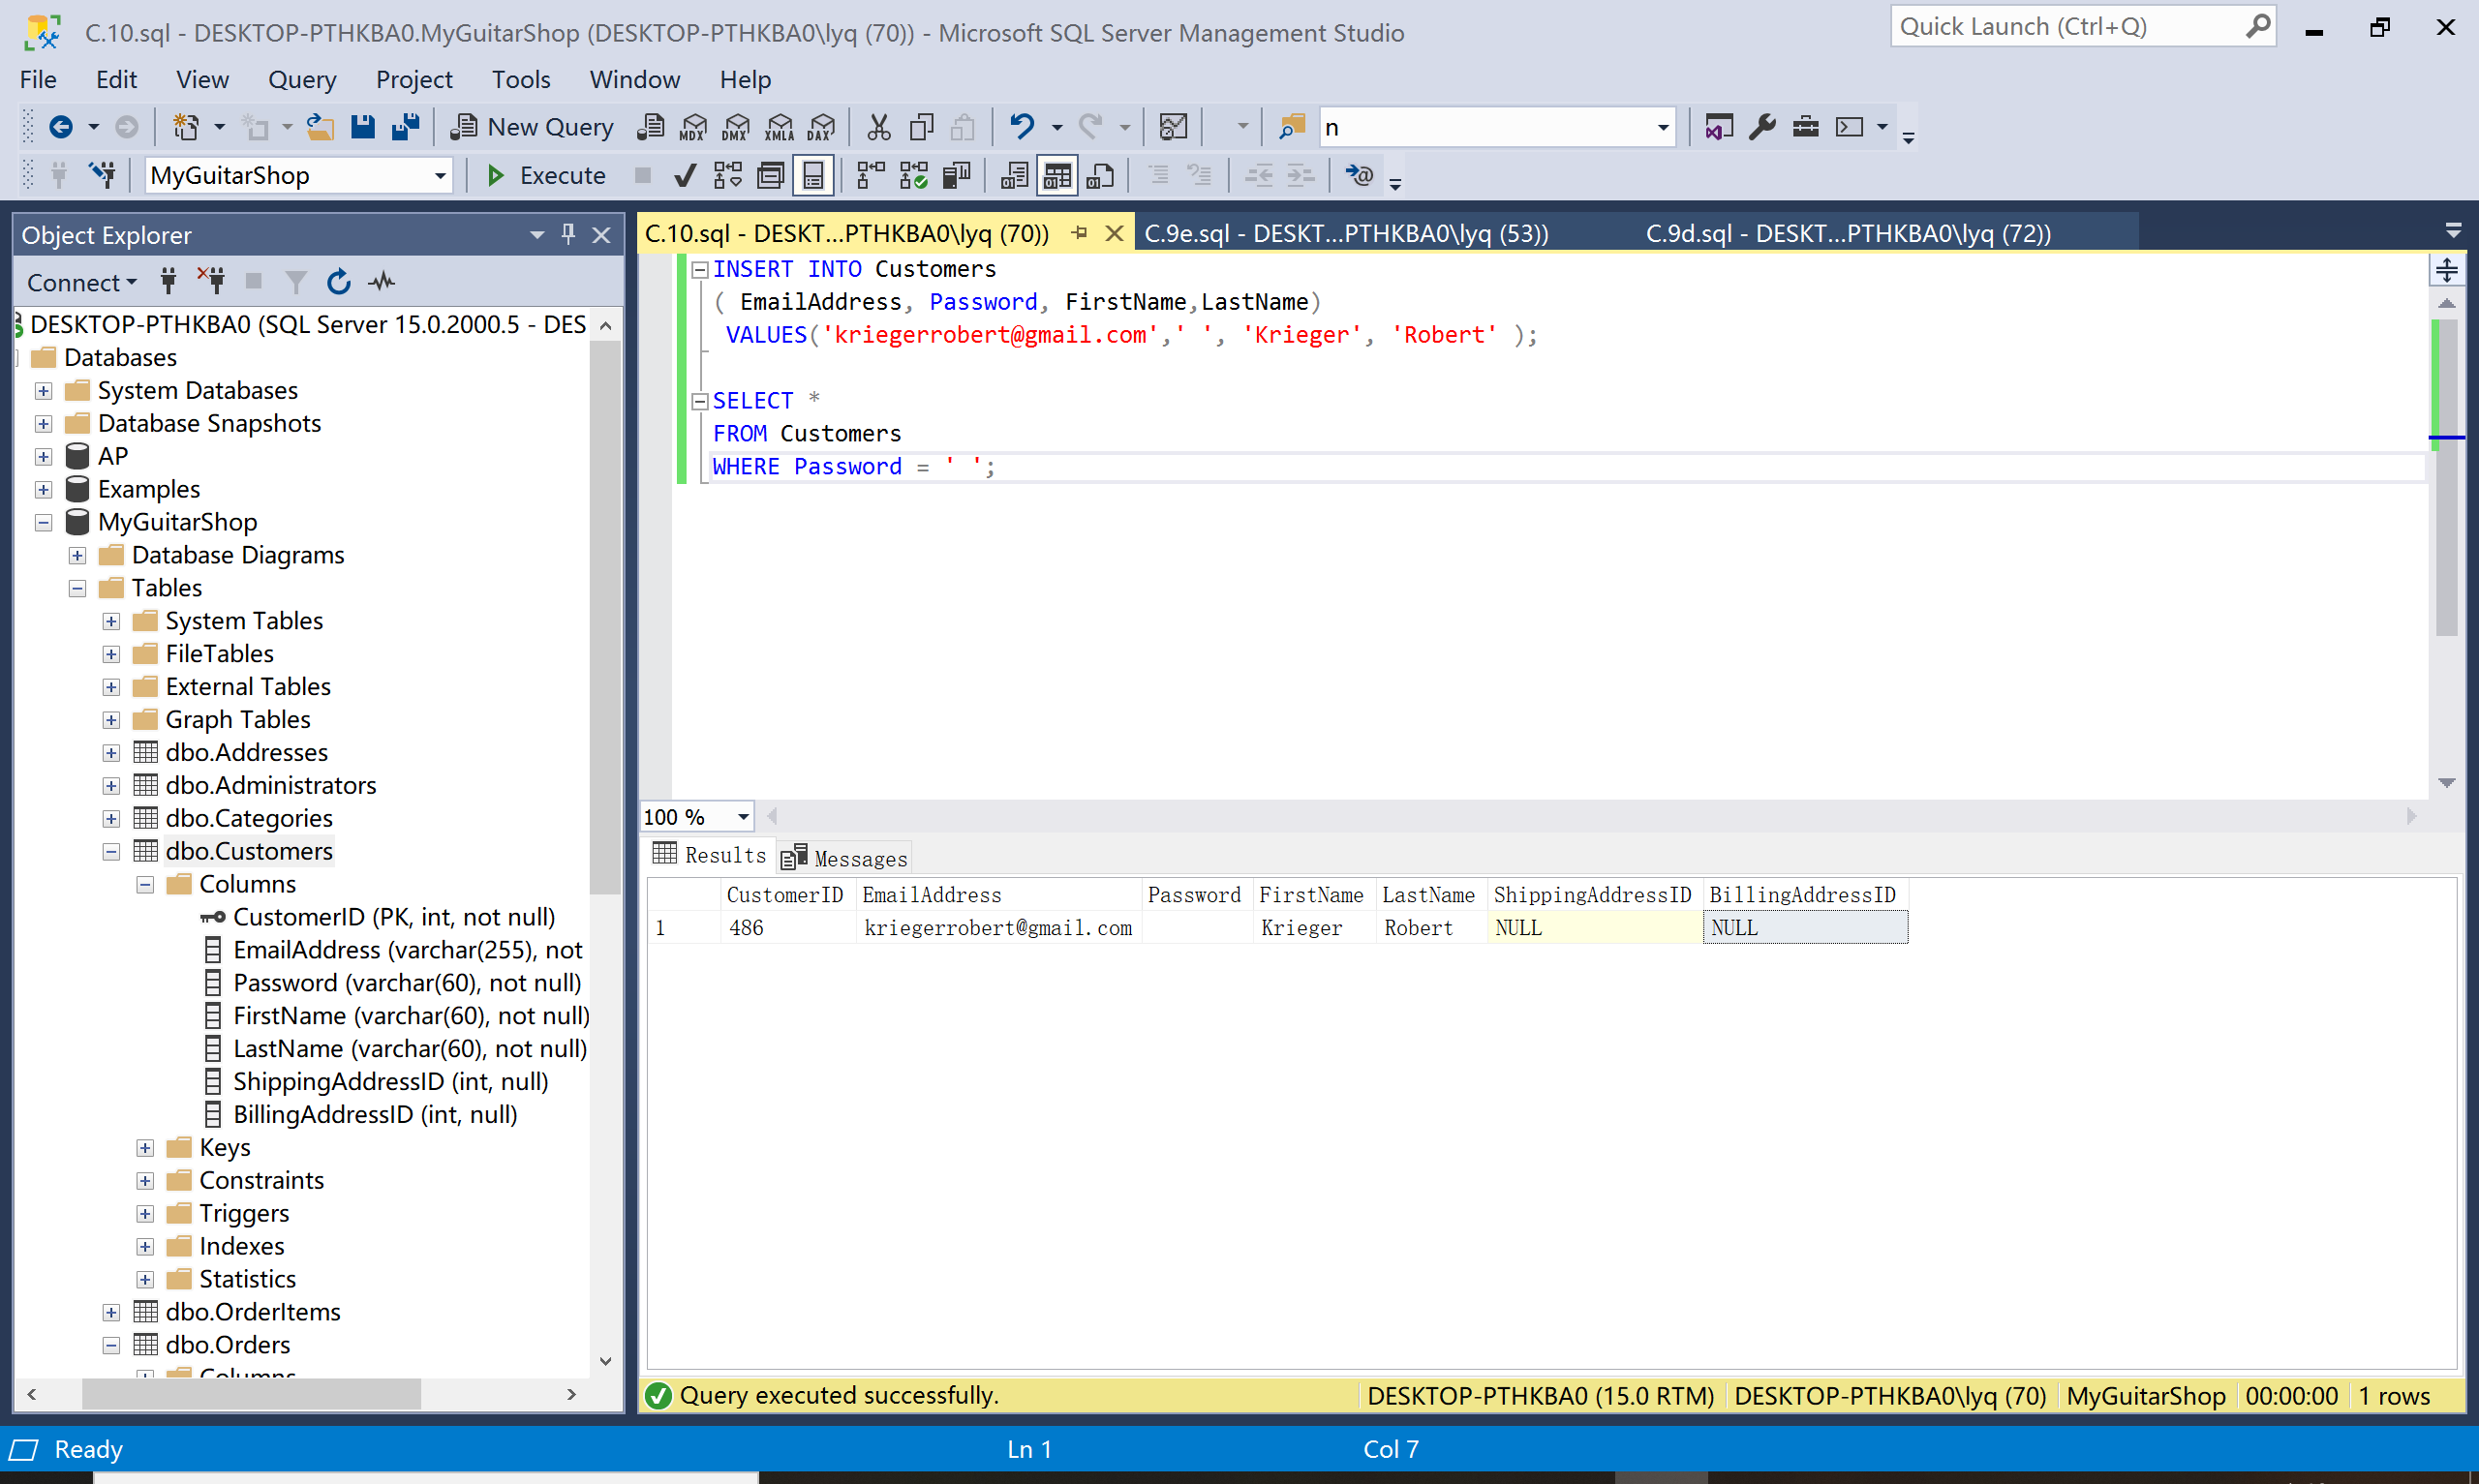 C.10.sql - DESKTOP-PTHKBA0.MyGuitarShop (DESKTOP-PTHKBA0\lyq (70)) - Microsoft SQL Server Management Studio
Quick Launch (Ctrl+Q)
File Edit View Query Project Tools Window Help
New Query MDX DMX XMLA DAX n
MyGuitarShop Execute
Object Explorer
Connect
DESKTOP-PTHKBA0 (SQL Server 15.0.2000.5 - DES
Databases
System Databases
Database Snapshots
AP
Examples
MyGuitarShop
Database Diagrams
Tables
System Tables
FileTables
External Tables
Graph Tables
dbo.Addresses
dbo.Administrators
dbo.Categories
dbo.Customers
Columns
CustomerID (PK, int, not null)
EmailAddress (varchar(255), not
Password (varchar(60), not null)
FirstName (varchar(60), not null)
LastName (varchar(60), not null)
ShippingAddressID (int, null)
BillingAddressID (int, null)
Keys
Constraints
Triggers
Indexes
Statistics
dbo.OrderItems
dbo.Orders
Columns
C.10.sql - DESKT...PTHKBA0\lyq (70)) C.9e.sql - DESKT...PTHKBA0\lyq (53)) C.9d.sql - DESKT...PTHKBA0\lyq (72))
INSERT INTO Customers
( EmailAddress, Password, FirstName,LastName)
VALUES('kriegerrobert@gmail.com',' ', 'Krieger', 'Robert' );
SELECT *
FROM Customers
WHERE Password = ' ';
100 %
Results Messages
CustomerID EmailAddress Password FirstName LastName ShippingAddressID BillingAddressID
1 486 kriegerrobert@gmail.com Krieger Robert NULL NULL
Query executed successfully. DESKTOP-PTHKBA0 (15.0 RTM) DESKTOP-PTHKBA0\lyq (70) MyGuitarShop 00:00:00 1 rows
Ready Ln 1 Col 7